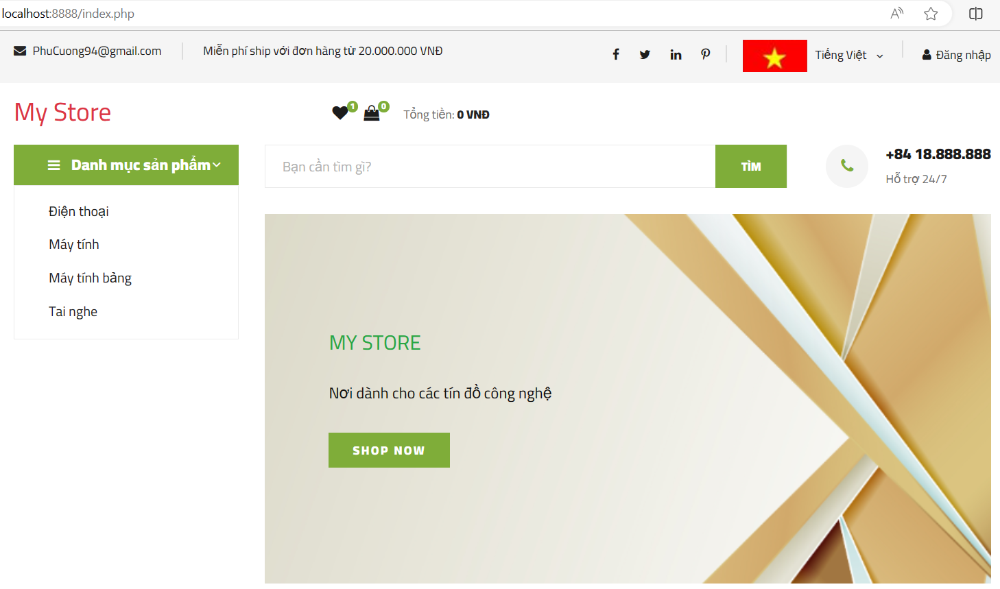 localhost:8888/index.php
PhuCuong94@gmail.com
Miễn phí ship với đơn hàng từ 20.000.000 VNĐ
Tiếng Việt
Đăng nhập
My Store
1
0
Tổng tiền: 0 VNĐ
Danh mục sản phẩm
Bạn cần tìm gì?
TÌM
+84 18.888.888
Hỗ trợ 24/7
Điện thoại
Máy tính
Máy tính bảng
Tai nghe
MY STORE
Nơi dành cho các tín đồ công nghệ
SHOP NOW